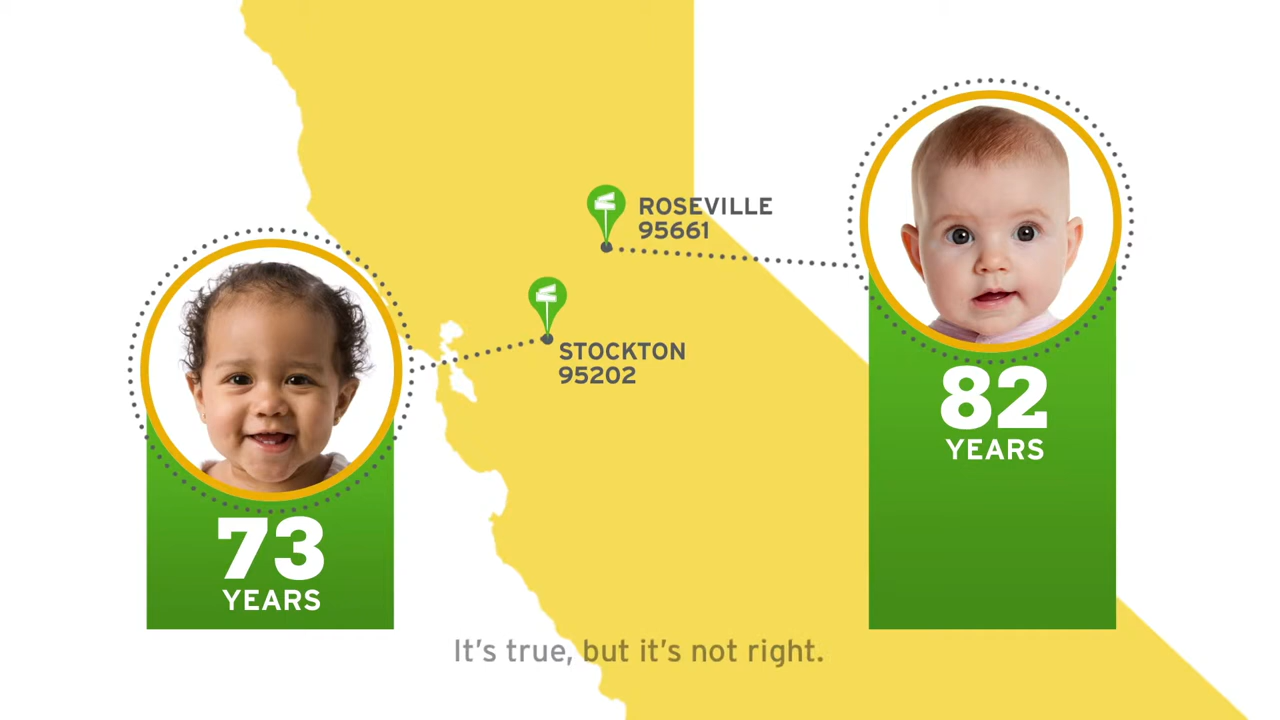 ROSEVILLE
95661
STOCKTON
95202
82
YEARS
73
YEARS
It's true, but it's not right.